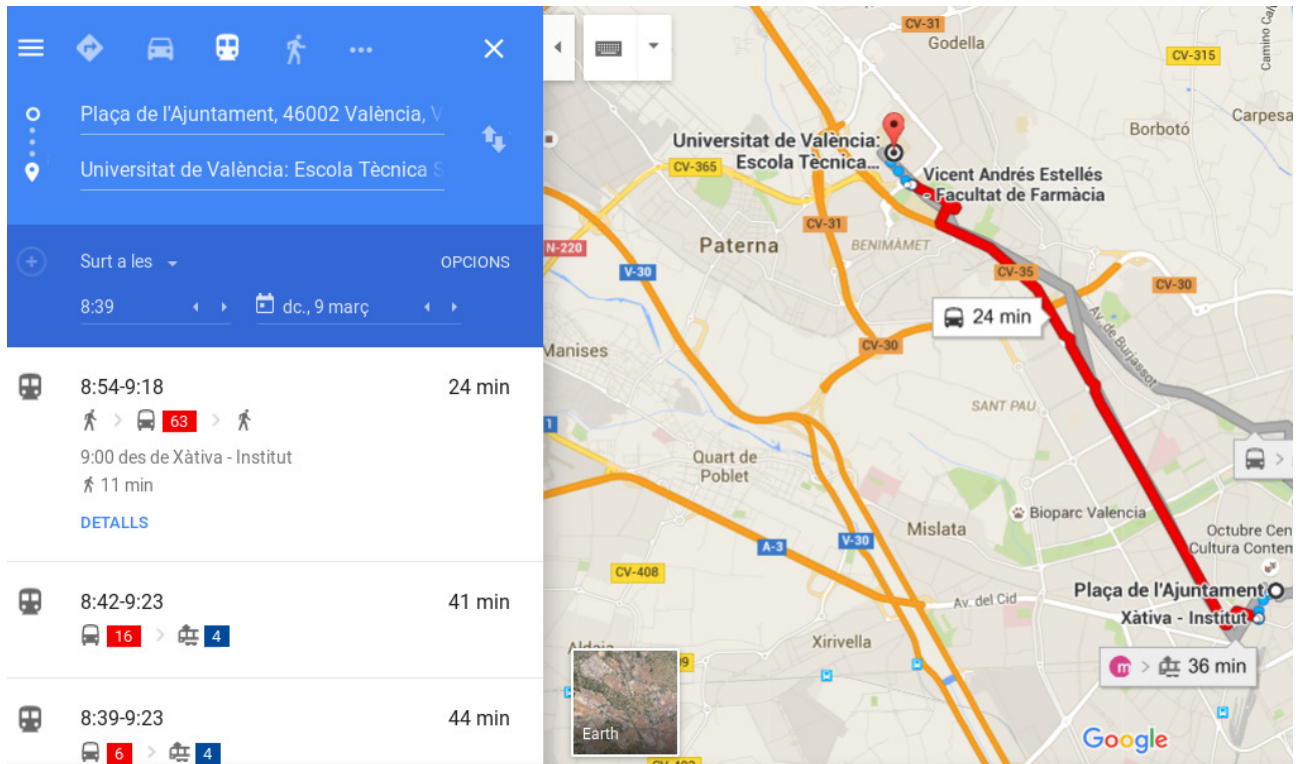 Plaça de l'Ajuntament, 46002 València, V
Universitat de València: Escola Tècnica S
Surt a les
OPCIONS
8:39
dc., 9 març
8:54-9:18
24 min
63
9:00 des de Xàtiva - Institut
11 min
DETALLS
8:42-9:23
41 min
16
4
8:39-9:23
44 min
6
4
CV-31
Godella
CV-315
Camino Cal
Carpesa
Borbotó
Universitat de València:
Escola Tècnica...
CV-365
Vicent Andrés Estellés
- Facultat de Farmàcia
CV-31
Paterna
BENIMÀMET
N-220
V-30
CV-35
CV-30
24 min
Av. de Burjassot
Manises
CV-30
SANT PAU
1
Quart de
Poblet
Bioparc Valencia
Mislata
Octubre Cen
Cultura Contem
A-3
V-30
CV-408
Plaça de l'Ajuntament
Av. del Cid
Xàtiva - Institut
Aldaia
Xirivella
09
m
36 min
Earth
Google
CV-403